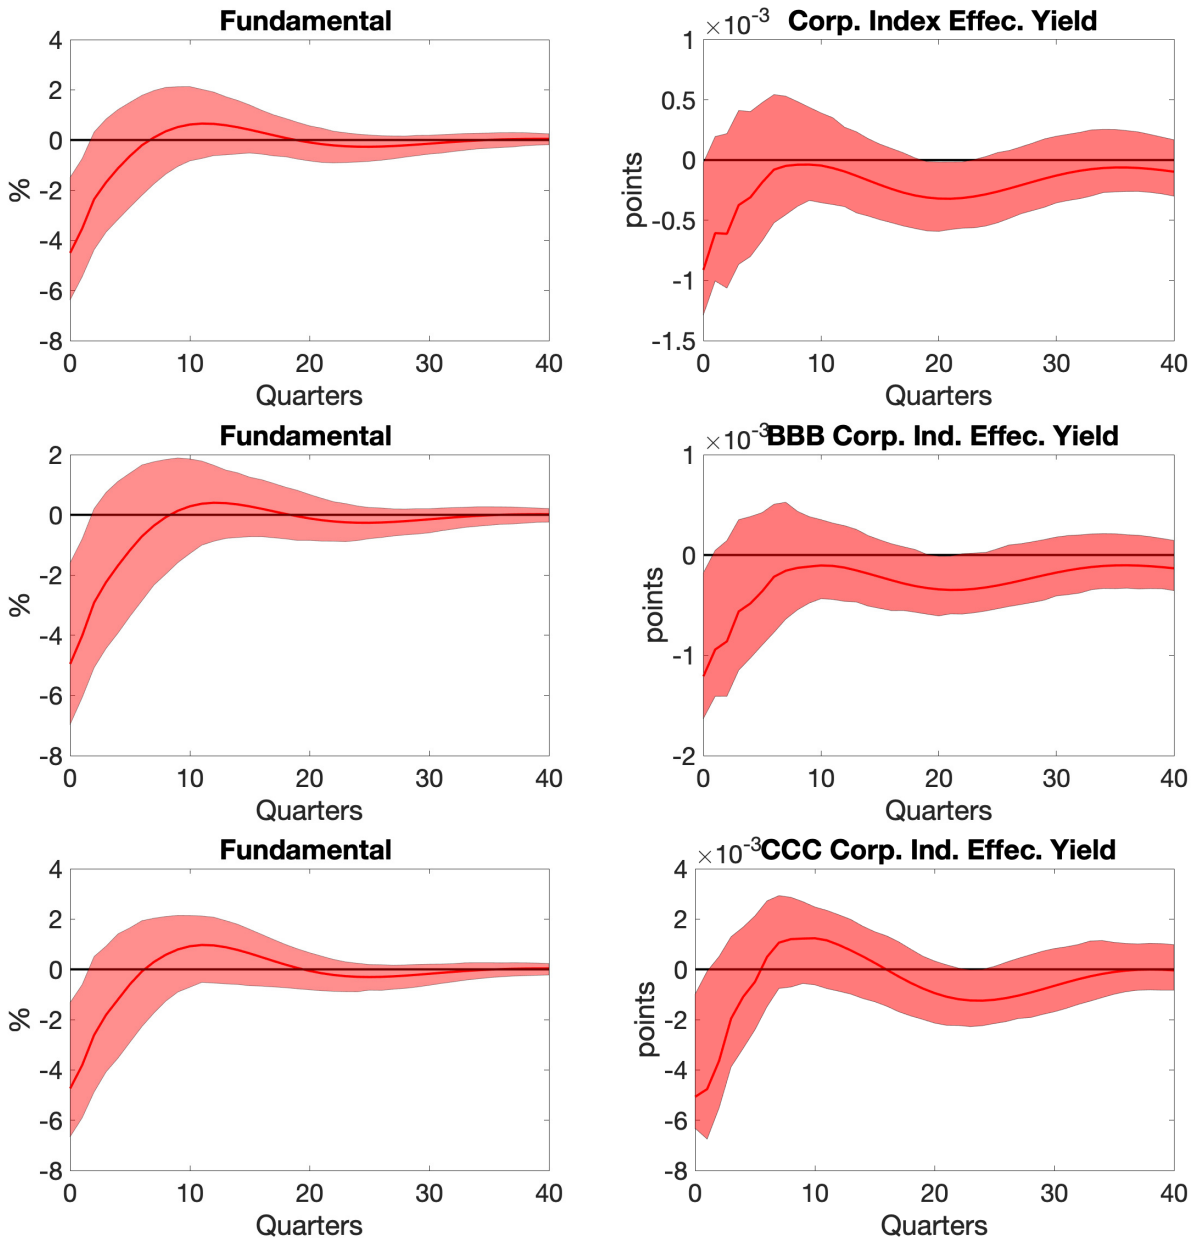 Fundamental
4
2
0
-2
-4
-6
-8
%
0 10 20 30 40
Quarters
×10-3 Corp. Index Effec. Yield
1
0.5
0
-0.5
-1
-1.5
points
0 10 20 30 40
Quarters
Fundamental
2
0
-2
-4
-6
-8
%
0 10 20 30 40
Quarters
×10-3 BBB Corp. Ind. Effec. Yield
1
0
-1
-2
points
0 10 20 30 40
Quarters
Fundamental
4
2
0
-2
-4
-6
-8
%
0 10 20 30 40
Quarters
×10-3 CCC Corp. Ind. Effec. Yield
4
2
0
-2
-4
-6
-8
points
0 10 20 30 40
Quarters